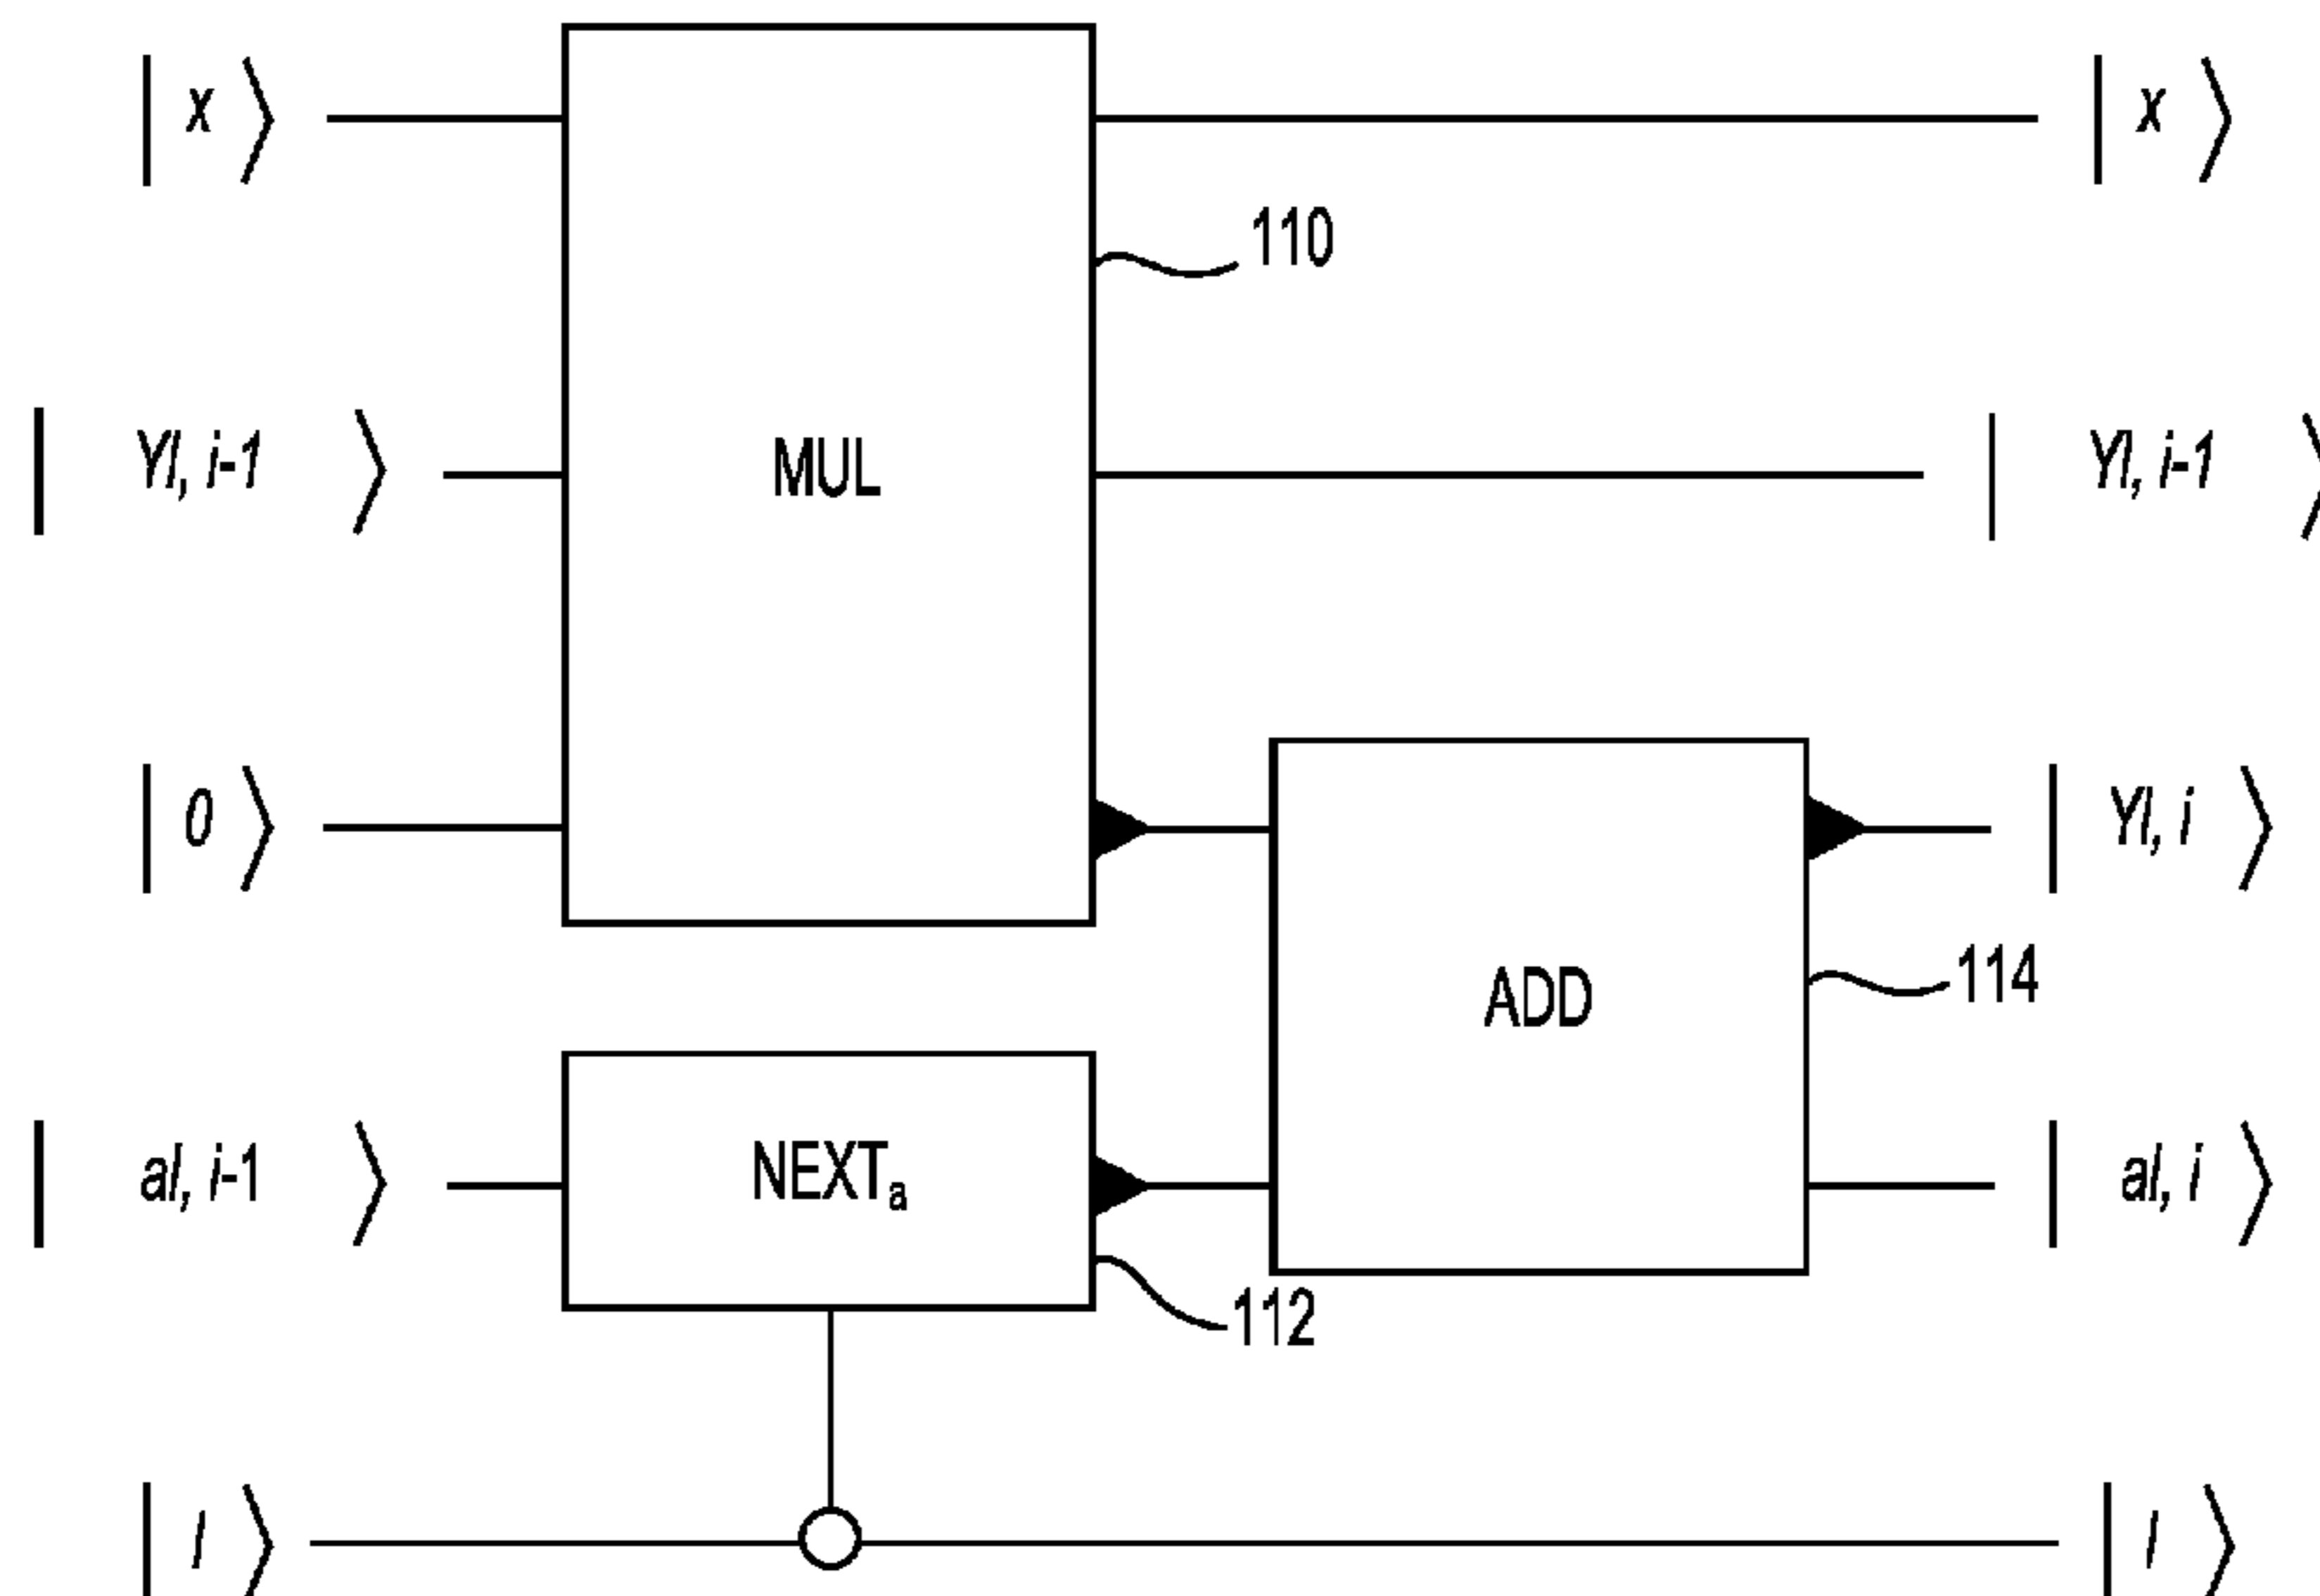 | x ⟩ | x ⟩
110
| Yl, i-1 ⟩ MUL | Yl, i-1 ⟩
| 0 ⟩ | Yl, i ⟩
ADD 114
| al, i-1 ⟩ NEXTₐ | al, i ⟩
112
| l ⟩ | l ⟩